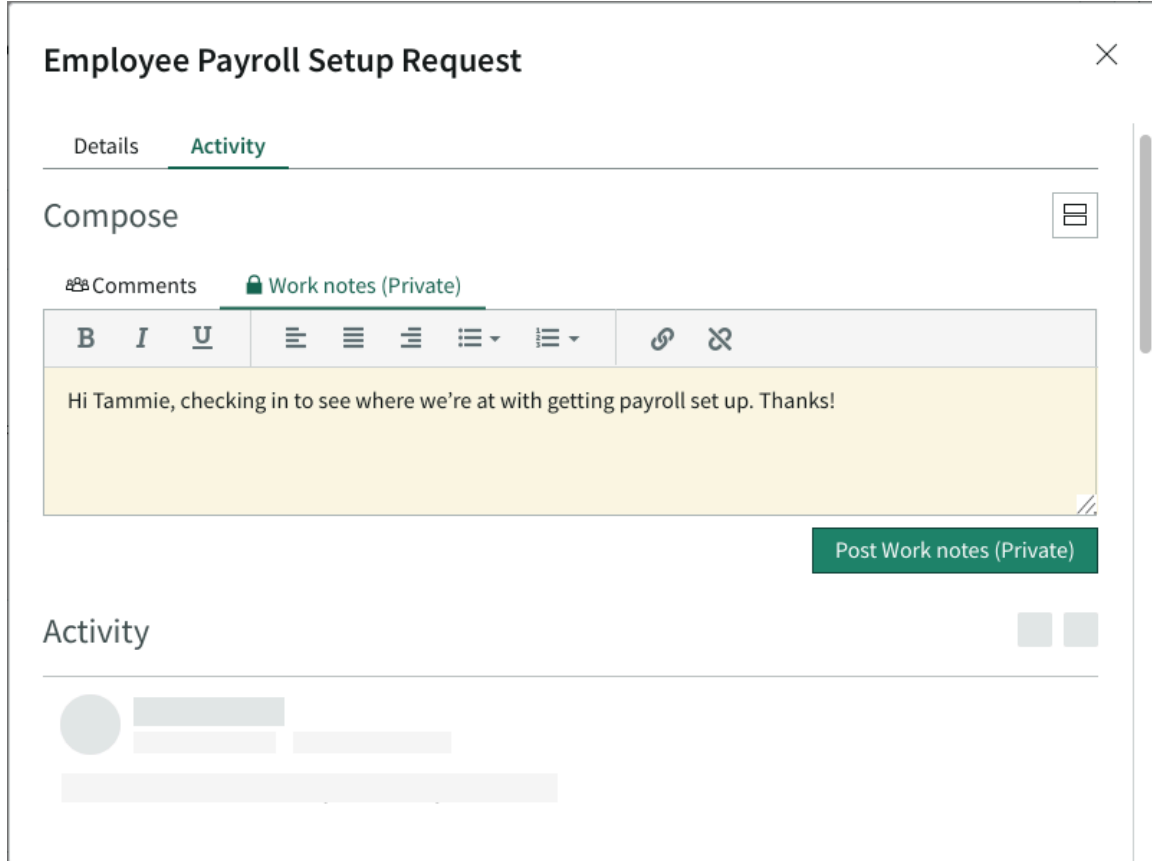 Employee Payroll Setup Request
Details Activity
Compose
Comments Work notes (Private)
B I U
Hi Tammie, checking in to see where we’re at with getting payroll set up. Thanks!
Post Work notes (Private)
Activity